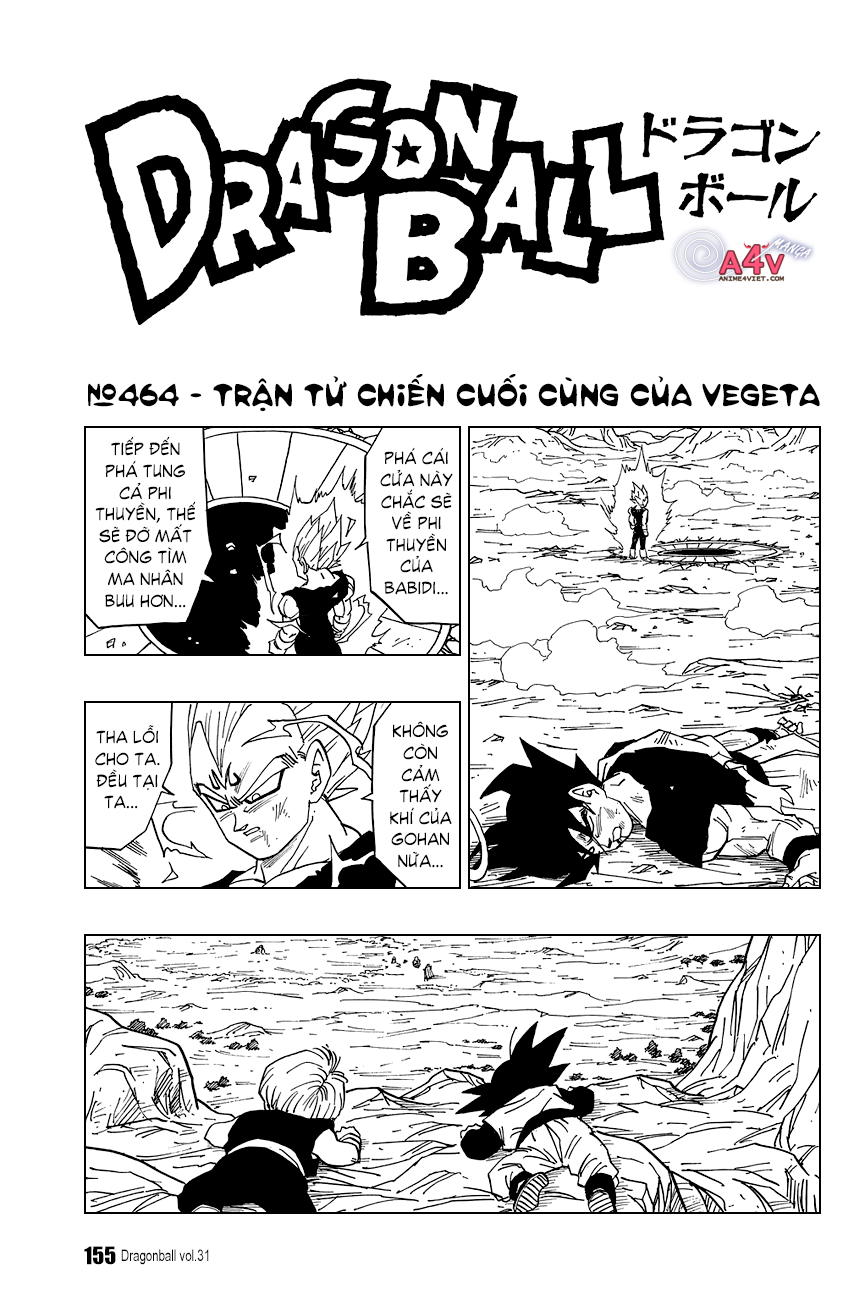 DRAGON
BALL
ドラゴン
ボール
A4V
MANGA
ANIME4VIET.COM
№464 - TRẬN TỬ CHIẾN CUỐI CÙNG CỦA VEGETA
PHÁ CÁI
CỬA NÀY
CHẮC SẼ
VỀ PHI
THUYỀN
CỦA
BABIDI...
TIẾP ĐẾN
PHÁ TUNG
CẢ PHI
THUYỀN, THẾ
SẼ ĐỠ MẤT
CÔNG TÌM
MA NHÂN
BUU HƠN...
KHÔNG
CÒN
CẢM
THẤY
KHÍ CỦA
GOHAN
NỮA...
THA LỖI
CHO TA.
ĐỀU TẠI
TA...
155 Dragonball vol.31